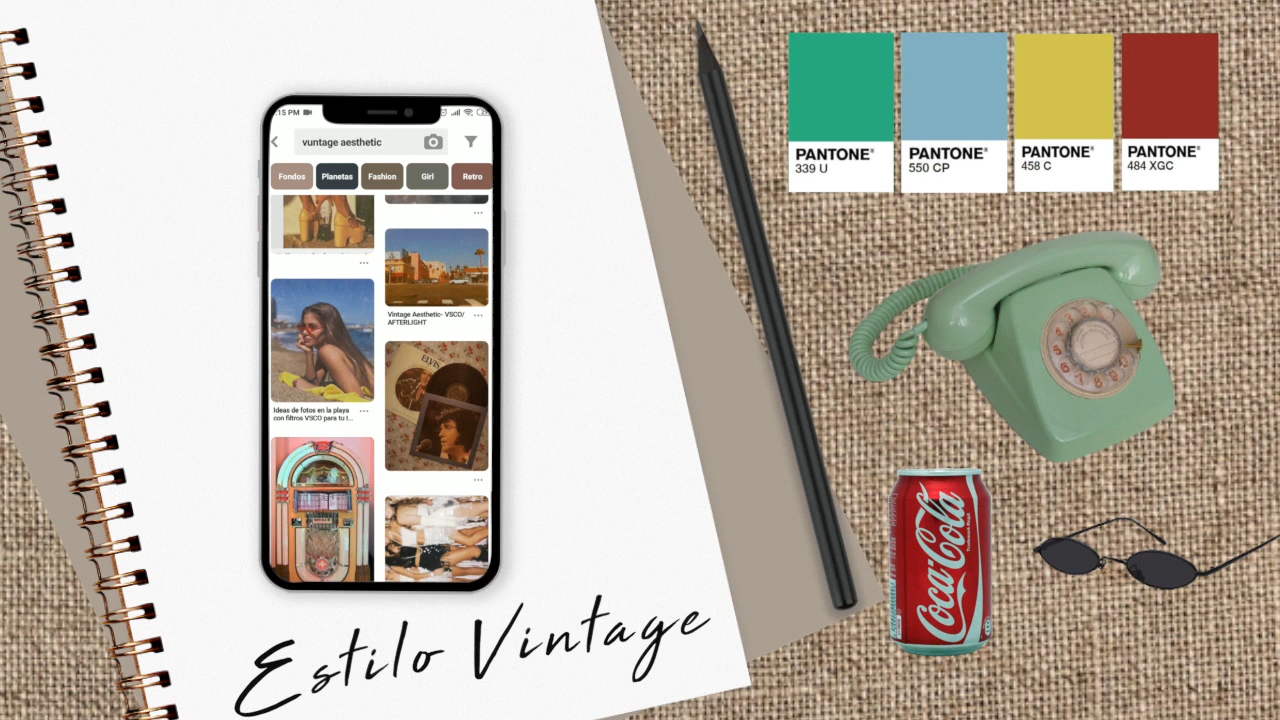 :15 PM
vuntage aesthetic
Fondos Planetas Fashion Girl Retro
Vintage Aesthetic- VSCO/
AFTERLIGHT
Ideas de fotos en la playa
con filtros VSCO para tu I...
ELVIS
Estilo Vintage
PANTONE®
339 U
PANTONE®
550 CP
PANTONE®
458 C
PANTONE®
484 XGC
Coca-Cola